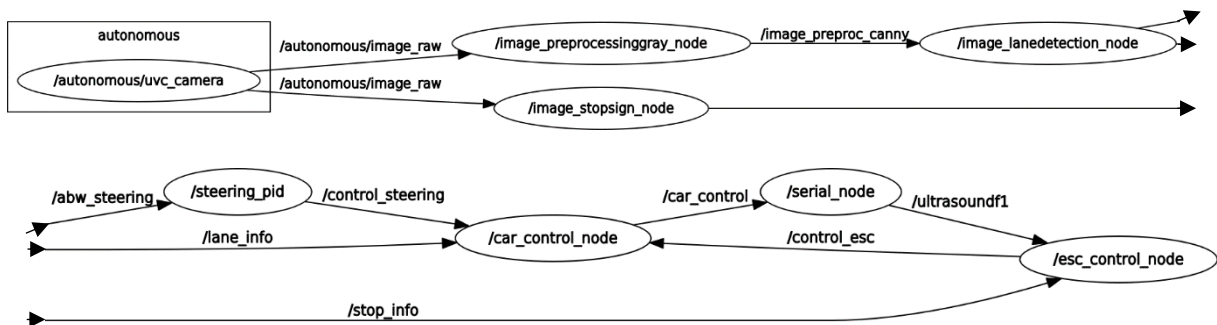 autonomous
/autonomous/uvc_camera
/autonomous/image_raw
/autonomous/image_raw
/image_preprocessinggray_node
/image_preproc_canny
/image_lanedetection_node
/image_stopsign_node
/abw_steering
/steering_pid
/control_steering
/lane_info
/car_control_node
/car_control
/serial_node
/ultrasoundf1
/control_esc
/esc_control_node
/stop_info